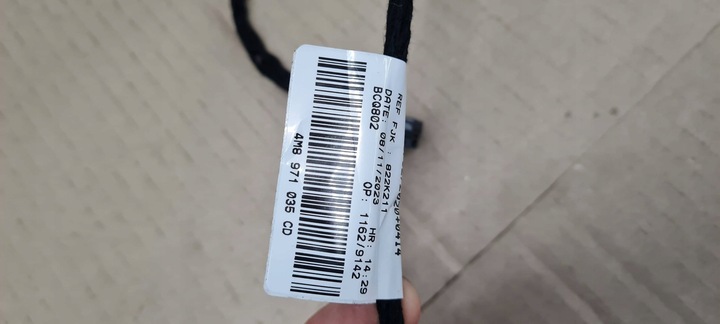 REF FJK : 822K211
DATE: 08/11/2023 HR: 14:29
BCQ802 OP: 1162/9142
4M8 971 035 CD